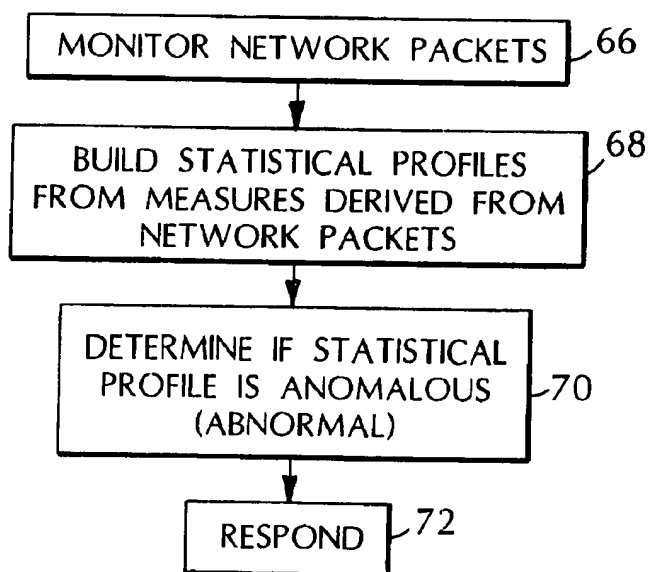 MONITOR NETWORK PACKETS
66
BUILD STATISTICAL PROFILES
FROM MEASURES DERIVED FROM
NETWORK PACKETS
68
DETERMINE IF STATISTICAL
PROFILE IS ANOMALOUS
(ABNORMAL)
70
RESPOND
72